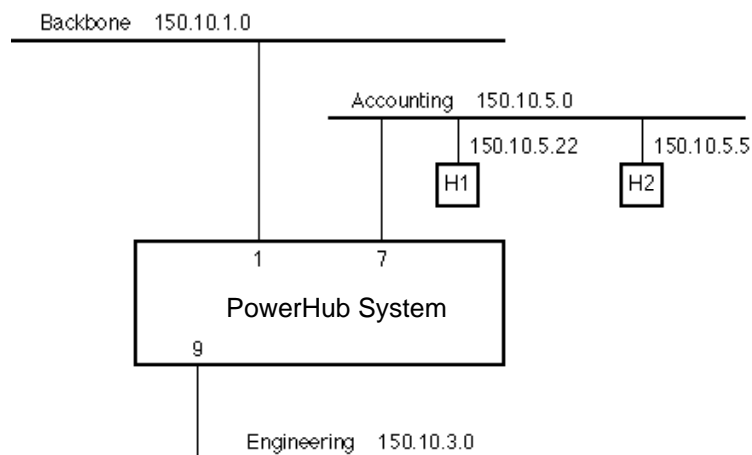 Backbone 150.10.1.0
Accounting 150.10.5.0
150.10.5.22 150.10.5.5
H1 H2
1 7
PowerHub System
9
Engineering 150.10.3.0